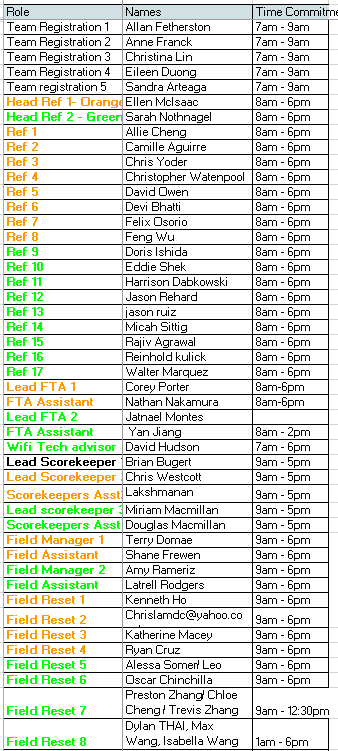 Role Names Time Commitme
Team Registration 1 Allan Fetherston 7am - 9am
Team Registration 2 Anne Franck 7am - 9am
Team Registration 3 Christina Lin 7am - 9am
Team Registration 4 Eileen Duong 7am - 9am
Team registration 5 Sandra Arteaga 7am - 9am
Head Ref 1- Orange Ellen McIsaac 8am - 6pm
Head Ref 2 - Green Sarah Nothnagel 8am - 6pm
Ref 1 Allie Cheng 8am - 6pm
Ref 2 Camille Aguirre 8am - 6pm
Ref 3 Chris Yoder 8am - 6pm
Ref 4 Christopher Watenpool 8am - 6pm
Ref 5 David Owen 8am - 6pm
Ref 6 Devi Bhatti 8am - 6pm
Ref 7 Felix Osorio 8am - 6pm
Ref 8 Feng Wu 8am - 6pm
Ref 9 Doris Ishida 8am - 6pm
Ref 10 Eddie Shek 8am - 6pm
Ref 11 Harrison Dabkowski 8am - 6pm
Ref 12 Jason Rehard 8am - 6pm
Ref 13 jason ruiz 8am - 6pm
Ref 14 Micah Sittig 8am - 6pm
Ref 15 Rajiv Agrawal 8am - 6pm
Ref 16 Reinhold kulick 8am - 6pm
Ref 17 Walter Marquez 8am - 6pm
Lead FTA 1 Corey Porter 8am-6pm
FTA Assistant Nathan Nakamura 8am-6pm
Lead FTA 2 Jatnael Montes
FTA Assistant Yan Jiang 8am - 2pm
Wifi Tech advisor David Hudson 7am - 6pm
Lead Scorekeeper Brian Bugert 9am - 5pm
Lead Scorekeeper Chris Westcott 9am - 5pm
Scorekeepers Asst Lakshmanan 9am - 5pm
Lead scorekeeper 3 Miriam Macmillan 9am - 5pm
Scorekeepers Asst Douglas Macmillan 9am - 5pm
Field Manager 1 Terry Domae 9am - 6pm
Field Assistant Shane Frewen 9am - 6pm
Field Manager 2 Amy Rameriz 9am - 6pm
Field Assistant Latrell Rodgers 9am - 6pm
Field Reset 1 Kenneth Ho 9am - 6pm
Field Reset 2 Chrislamdc@yahoo.co 9am - 6pm
Field Reset 3 Katherine Macey 9am - 6pm
Field Reset 4 Ryan Cruz 9am - 6pm
Field Reset 5 Alessa Somer/ Leo 9am - 6pm
Field Reset 6 Oscar Chinchilla 9am - 6pm
Preston Zhang/ Chloe
Field Reset 7 Cheng / Trevis Zhang 9am - 12:30pm
Dylan THAI, Max
Field Reset 8 Wang, Isabella Wang 1am - 6pm